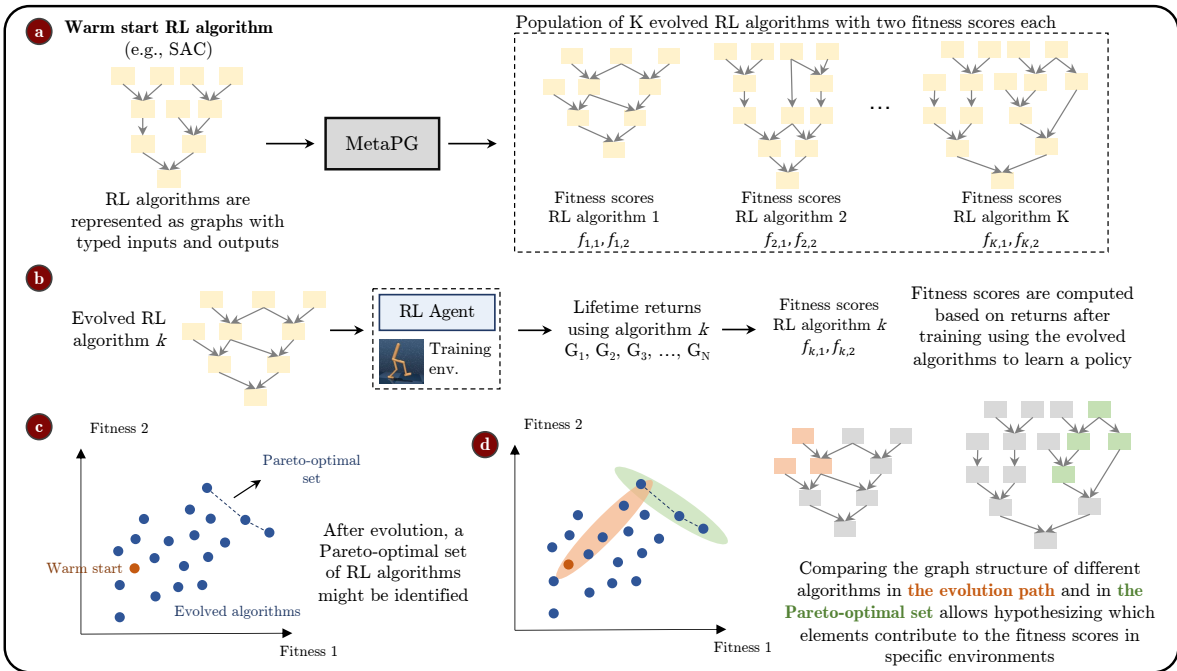 a
Warm start RL algorithm
(e.g., SAC)
RL algorithms are
represented as graphs with
typed inputs and outputs
MetaPG
Population of K evolved RL algorithms with two fitness scores each
...
Fitness scores
RL algorithm 1
f1,1, f1,2
Fitness scores
RL algorithm 2
f2,1, f2,2
Fitness scores
RL algorithm K
fK,1, fK,2
b
Evolved RL
algorithm k
RL Agent
Training
env.
Lifetime returns
using algorithm k
G1, G2, G3, ..., GN
Fitness scores
RL algorithm k
fk,1, fk,2
Fitness scores are computed
based on returns after
training using the evolved
algorithms to learn a policy
c
Fitness 2
Pareto-optimal
set
Warm start
Evolved algorithms
Fitness 1
After evolution, a
Pareto-optimal set
of RL algorithms
might be identified
d
Fitness 2
Fitness 1
Comparing the graph structure of different
algorithms in the evolution path and in the
Pareto-optimal set allows hypothesizing which
elements contribute to the fitness scores in
specific environments